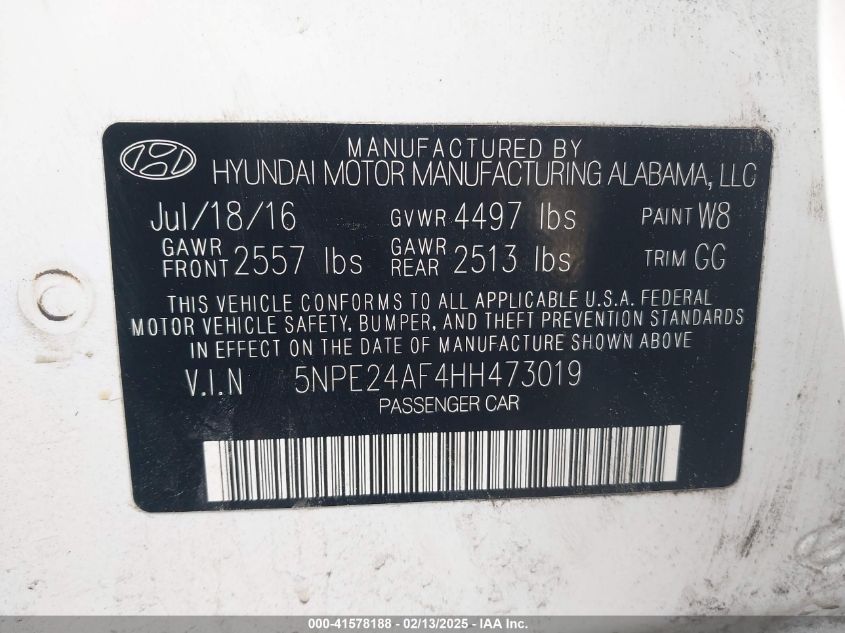 MANUFACTURED BY
HYUNDAI MOTOR MANUFACTURING ALABAMA, LLC
Jul/18/16 GVWR 4497 lbs PAINT W8
GAWR FRONT 2557 lbs GAWR REAR 2513 lbs TRIM GG
THIS VEHICLE CONFORMS TO ALL APPLICABLE U.S.A. FEDERAL
MOTOR VEHICLE SAFETY, BUMPER, AND THEFT PREVENTION STANDARDS
IN EFFECT ON THE DATE OF MANUFACTURE SHOWN ABOVE
V.I.N 5NPE24AF4HH473019
PASSENGER CAR
000-41578188 - 02/13/2025 - IAA Inc.